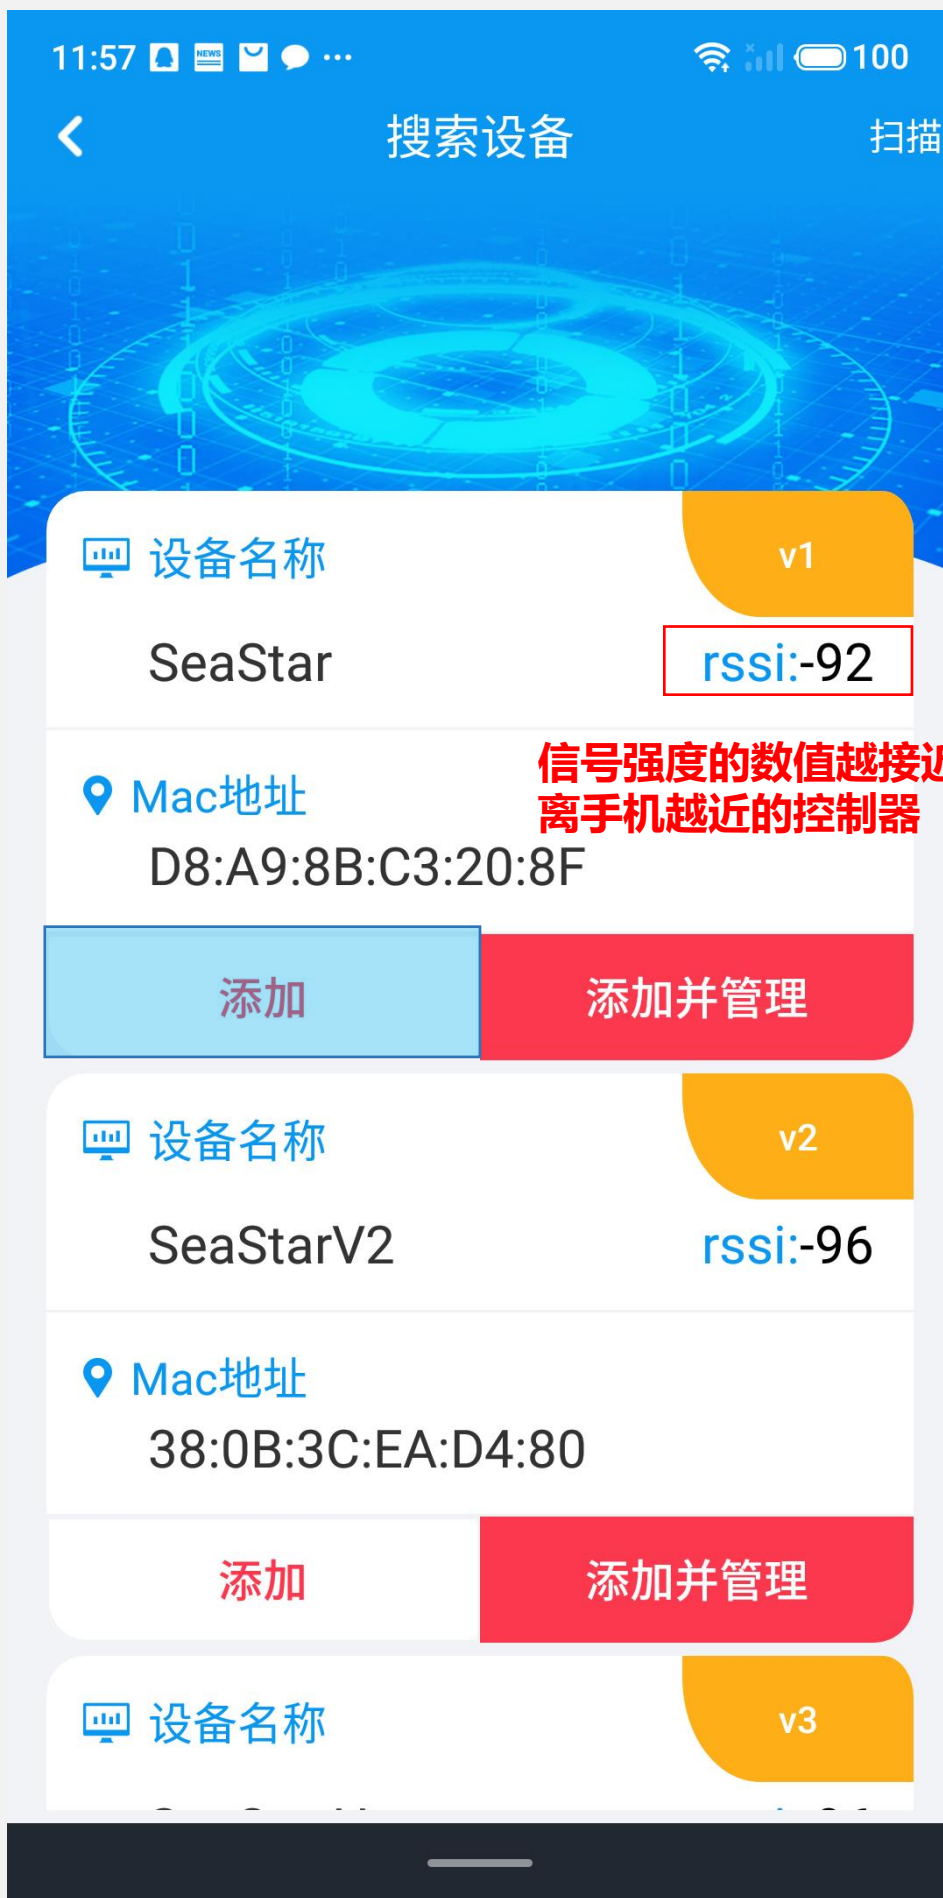 11:57 NEWS ... 100
搜索设备 扫描
设备名称 v1
SeaStar rssi:-92
信号强度的数值越接近
Mac地址
离手机越近的控制器
D8:A9:8B:C3:20:8F
添加 添加并管理
设备名称 v2
SeaStarV2 rssi:-96
Mac地址
38:0B:3C:EA:D4:80
添加 添加并管理
设备名称 v3